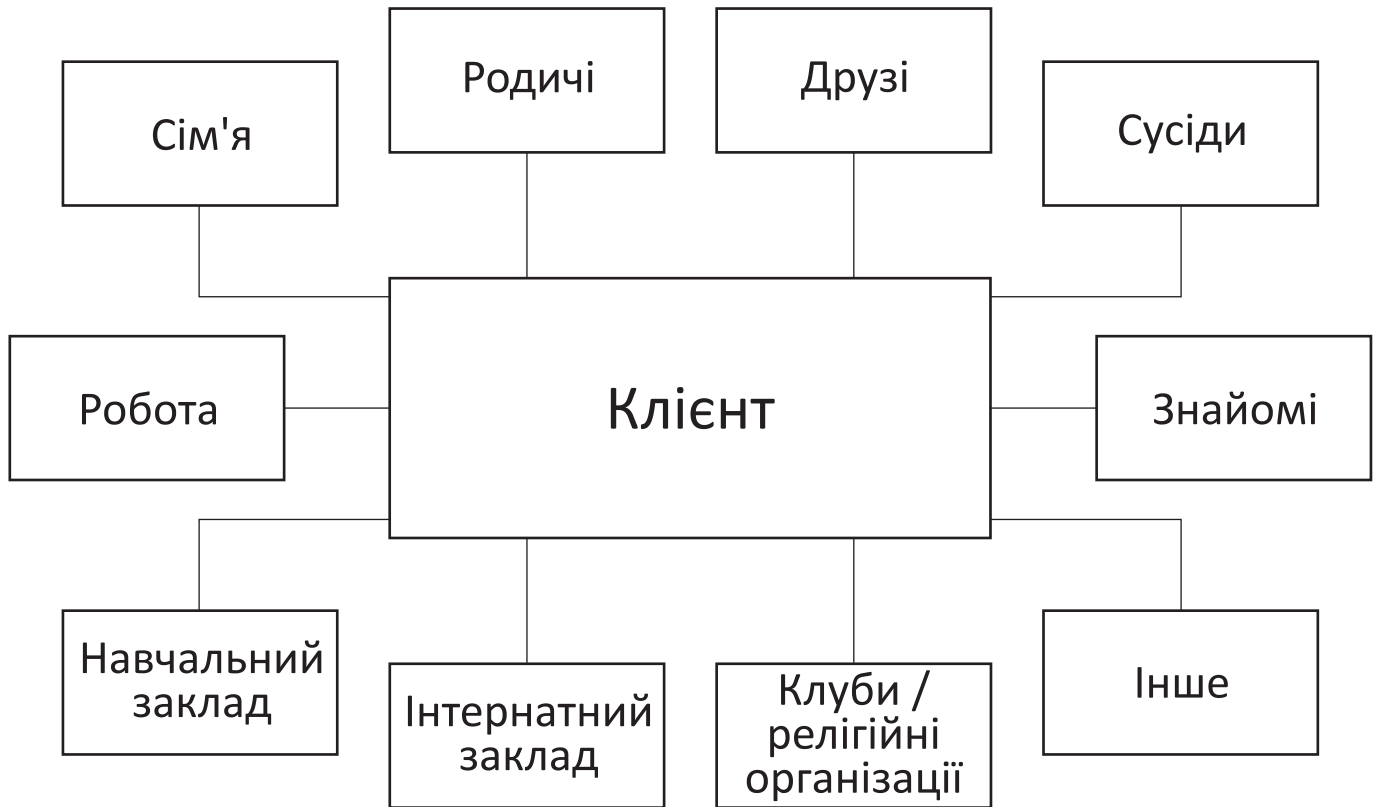 Сім'я
Родичі
Друзі
Сусіди
Робота
Клієнт
Знайомі
Навчальний
заклад
Інтернатний
заклад
Клуби /
релігійні
організації
Інше